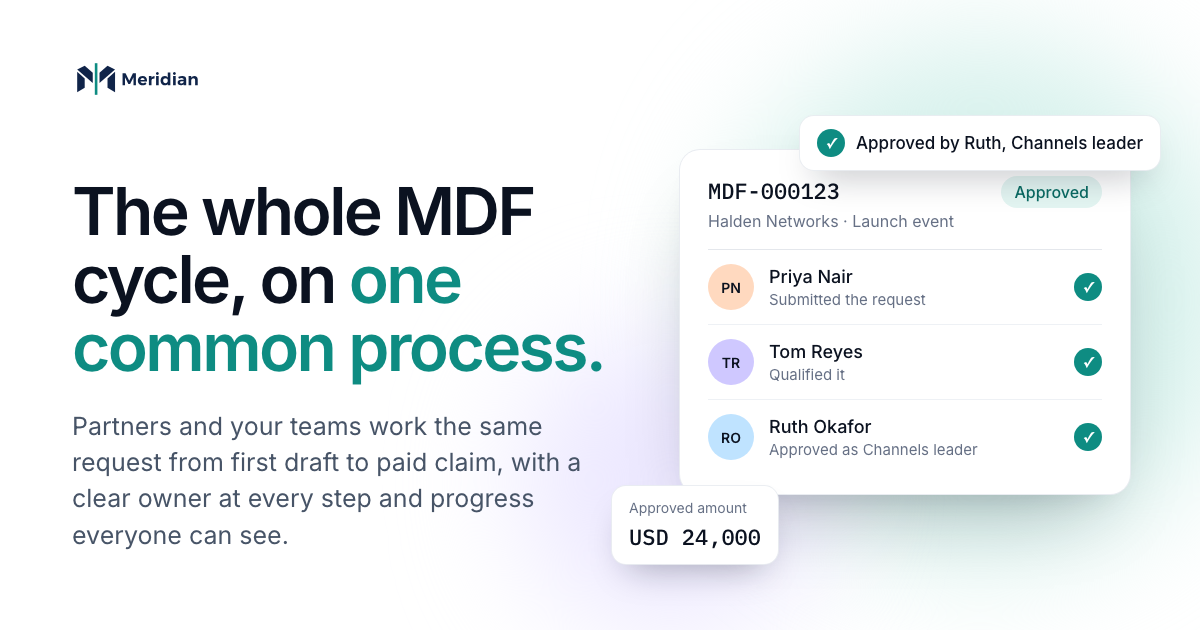 Meridian
The whole MDF
cycle, on one
common process.
Partners and your teams work the same
request from first draft to paid claim, with a
clear owner at every step and progress
everyone can see.
✓ Approved by Ruth, Channels leader
MDF-000123
Approved
Halden Networks · Launch event
PN
Priya Nair
Submitted the request
✓
TR
Tom Reyes
Qualified it
✓
RO
Ruth Okafor
Approved as Channels leader
✓
Approved amount
USD 24,000